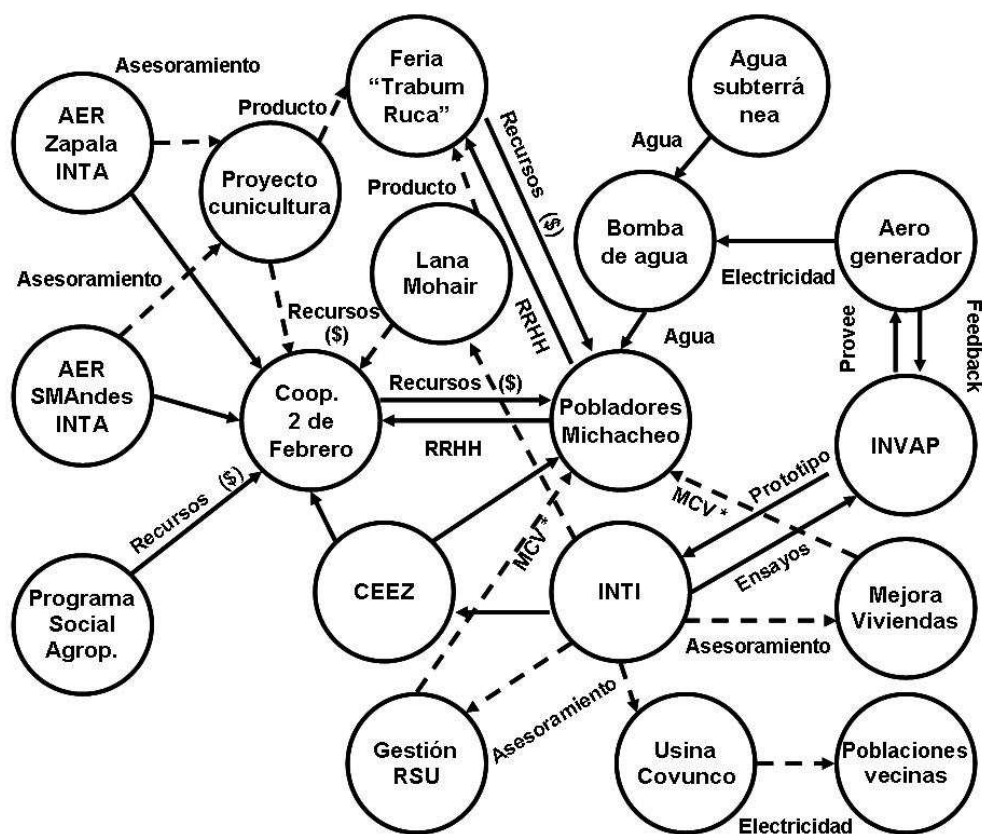 Asesoramiento
AER
Zapala
INTA
Producto
Feria
“Trabum
Ruca”
Agua
subterrá
nea
Recursos ($)
Agua
Proyecto
cunicultura
Producto
Lana
Mohair
Bomba
de agua
Aero
generador
Electricidad
Asesoramiento
Recursos
($)
RRHH
Agua
Provee
Feedback
AER
SMAndes
INTA
Coop.
2 de
Febrero
Recursos ($)
RRHH
Pobladores
Michacheo
INVAP
Prototipo
MCV *
MCV*
Recursos ($)
Ensayos
Programa
Social
Agrop.
CEEZ
INTI
Mejora
Viviendas
Asesoramiento
Asesoramiento
Gestión
RSU
Usina
Covunco
Poblaciones
vecinas
Electricidad